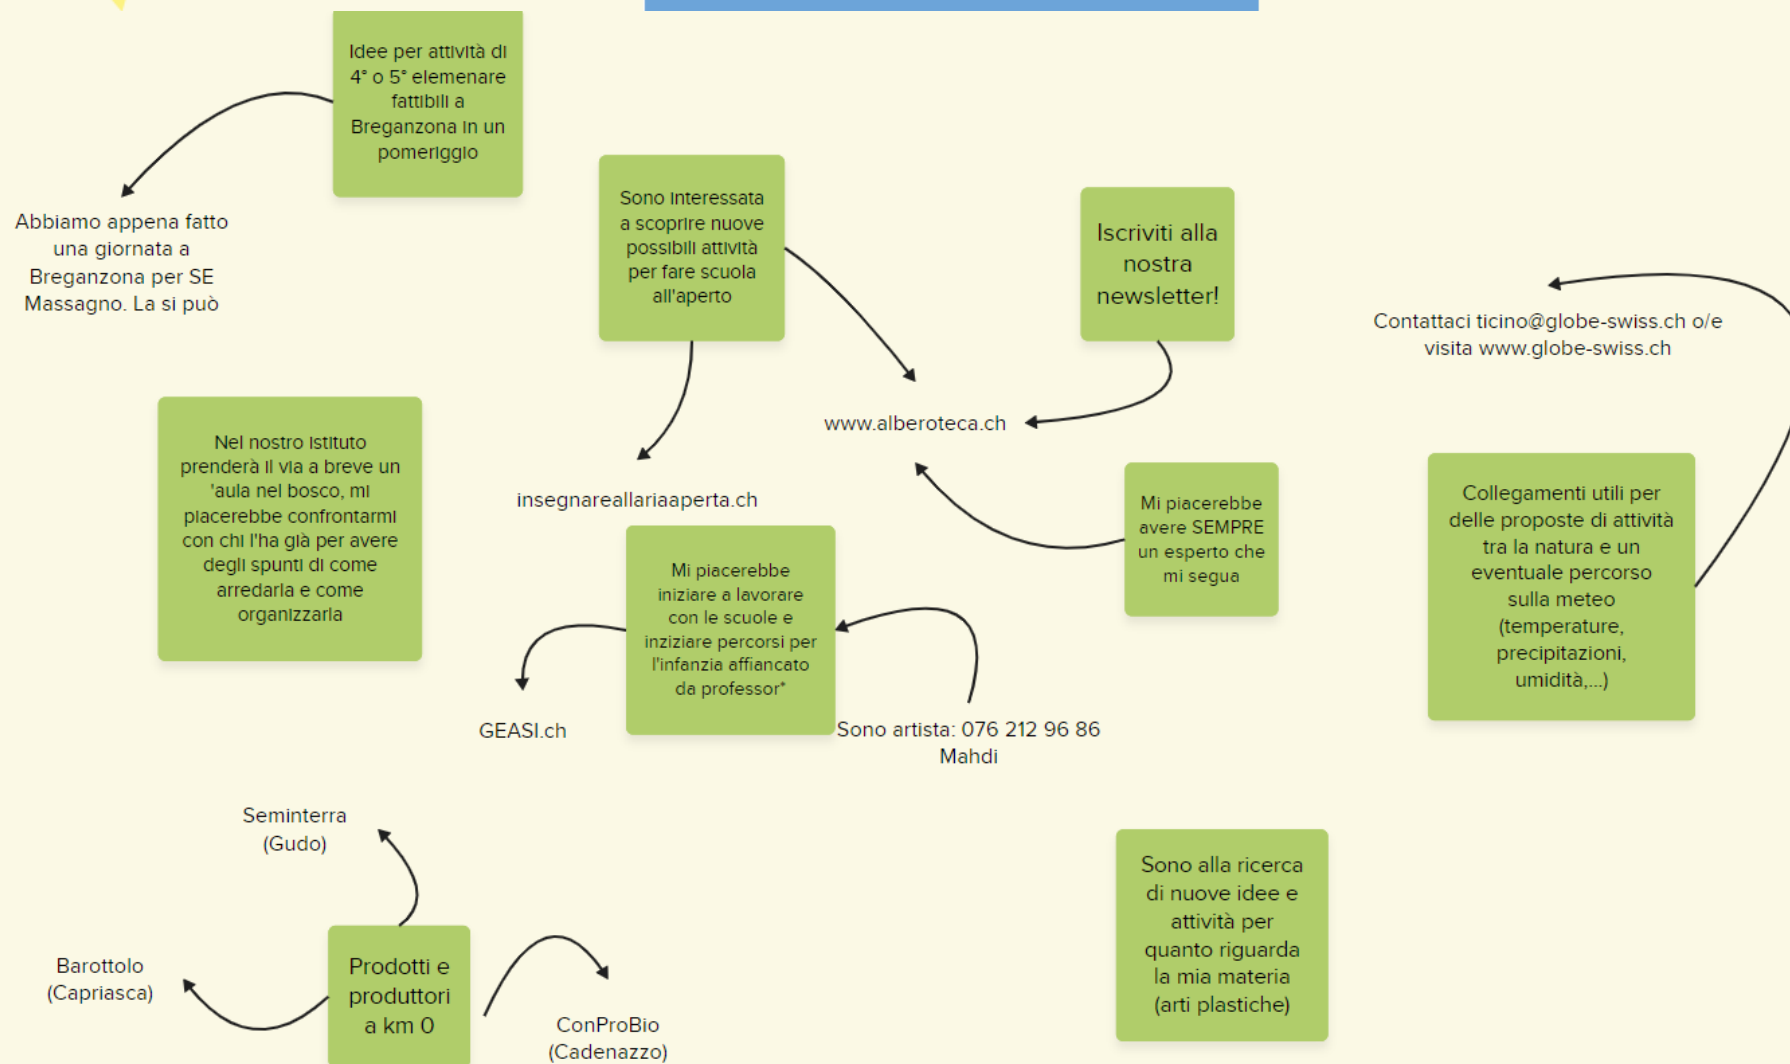 Idee per attività di
4° o 5° elemenare
fattibili a
Breganzona in un
pomeriggio
Abbiamo appena fatto
una giornata a
Breganzona per SE
Massagno. La si può
Sono interessata
a scoprire nuove
possibili attività
per fare scuola
all'aperto
Iscriviti alla
nostra
newsletter!
Contattaci ticino@globe-swiss.ch o/e
visita www.globe-swiss.ch
www.alberoteca.ch
insegnareallariaaperta.ch
Nel nostro istituto
prenderà il via a breve un
'aula nel bosco, mi
piacerebbe confrontarmi
con chi l'ha già per avere
degli spunti di come
arredarla e come
organizzarla
Mi piacerebbe
avere SEMPRE
un esperto che
mi segua
Collegamenti utili per
delle proposte di attività
tra la natura e un
eventuale percorso
sulla meteo
(temperature,
precipitazioni,
umidità,...)
Mi piacerebbe
iniziare a lavorare
con le scuole e
inziziare percorsi per
l'infanzia affiancato
da professor*
GEASI.ch
Sono artista: 076 212 96 86
Mahdi
Seminterra
(Gudo)
Barottolo
(Capriasca)
Prodotti e
produttori
a km 0
ConProBio
(Cadenazzo)
Sono alla ricerca
di nuove idee e
attività per
quanto riguarda
la mia materia
(arti plastiche)